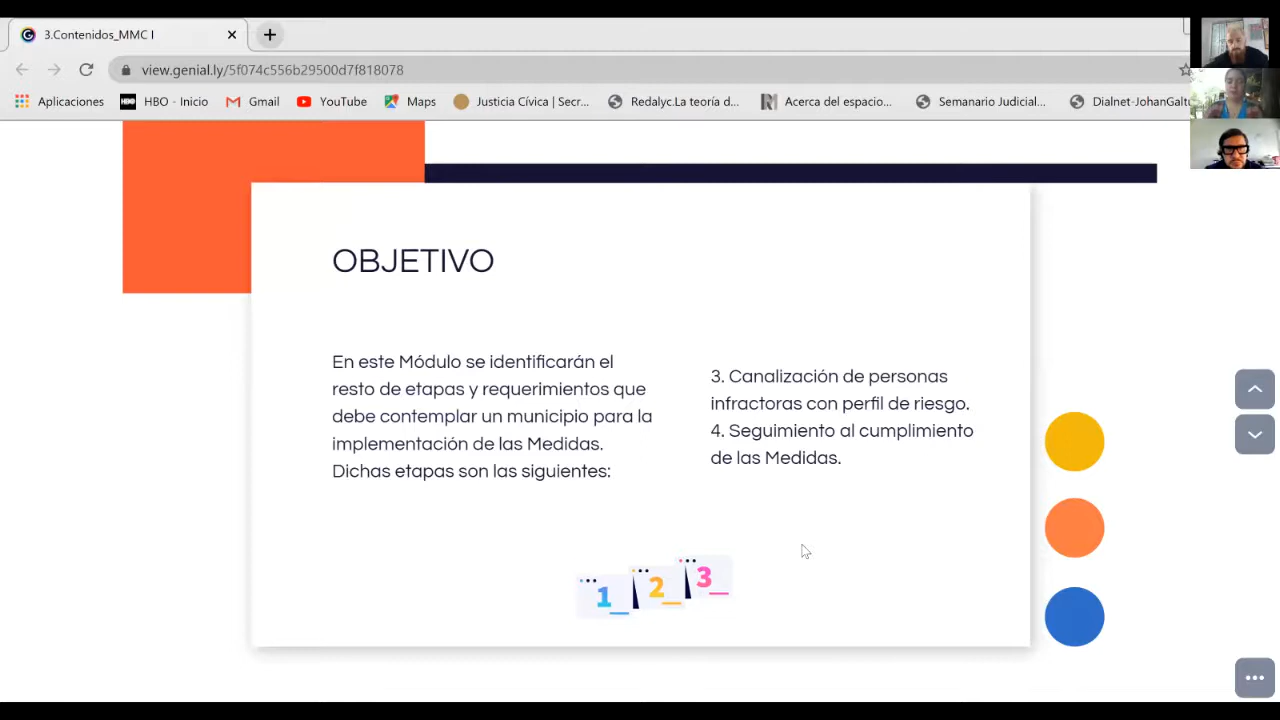 3.Contenidos_MMC I
view.genial.ly/5f074c556b29500d7f818078
Aplicaciones
HBO
HBO - Inicio
Gmail
YouTube
Maps
Justicia Cívica | Secr...
Redalyc.La teoría d...
Acerca del espacio...
Semanario Judicial...
Dialnet-JohanGalt
OBJETIVO
En este Módulo se identificarán el
resto de etapas y requerimientos que
debe contemplar un municipio para la
implementación de las Medidas.
Dichas etapas son las siguientes:
3. Canalización de personas
infractoras con perfil de riesgo.
4. Seguimiento al cumplimiento
de las Medidas.
1 2 3